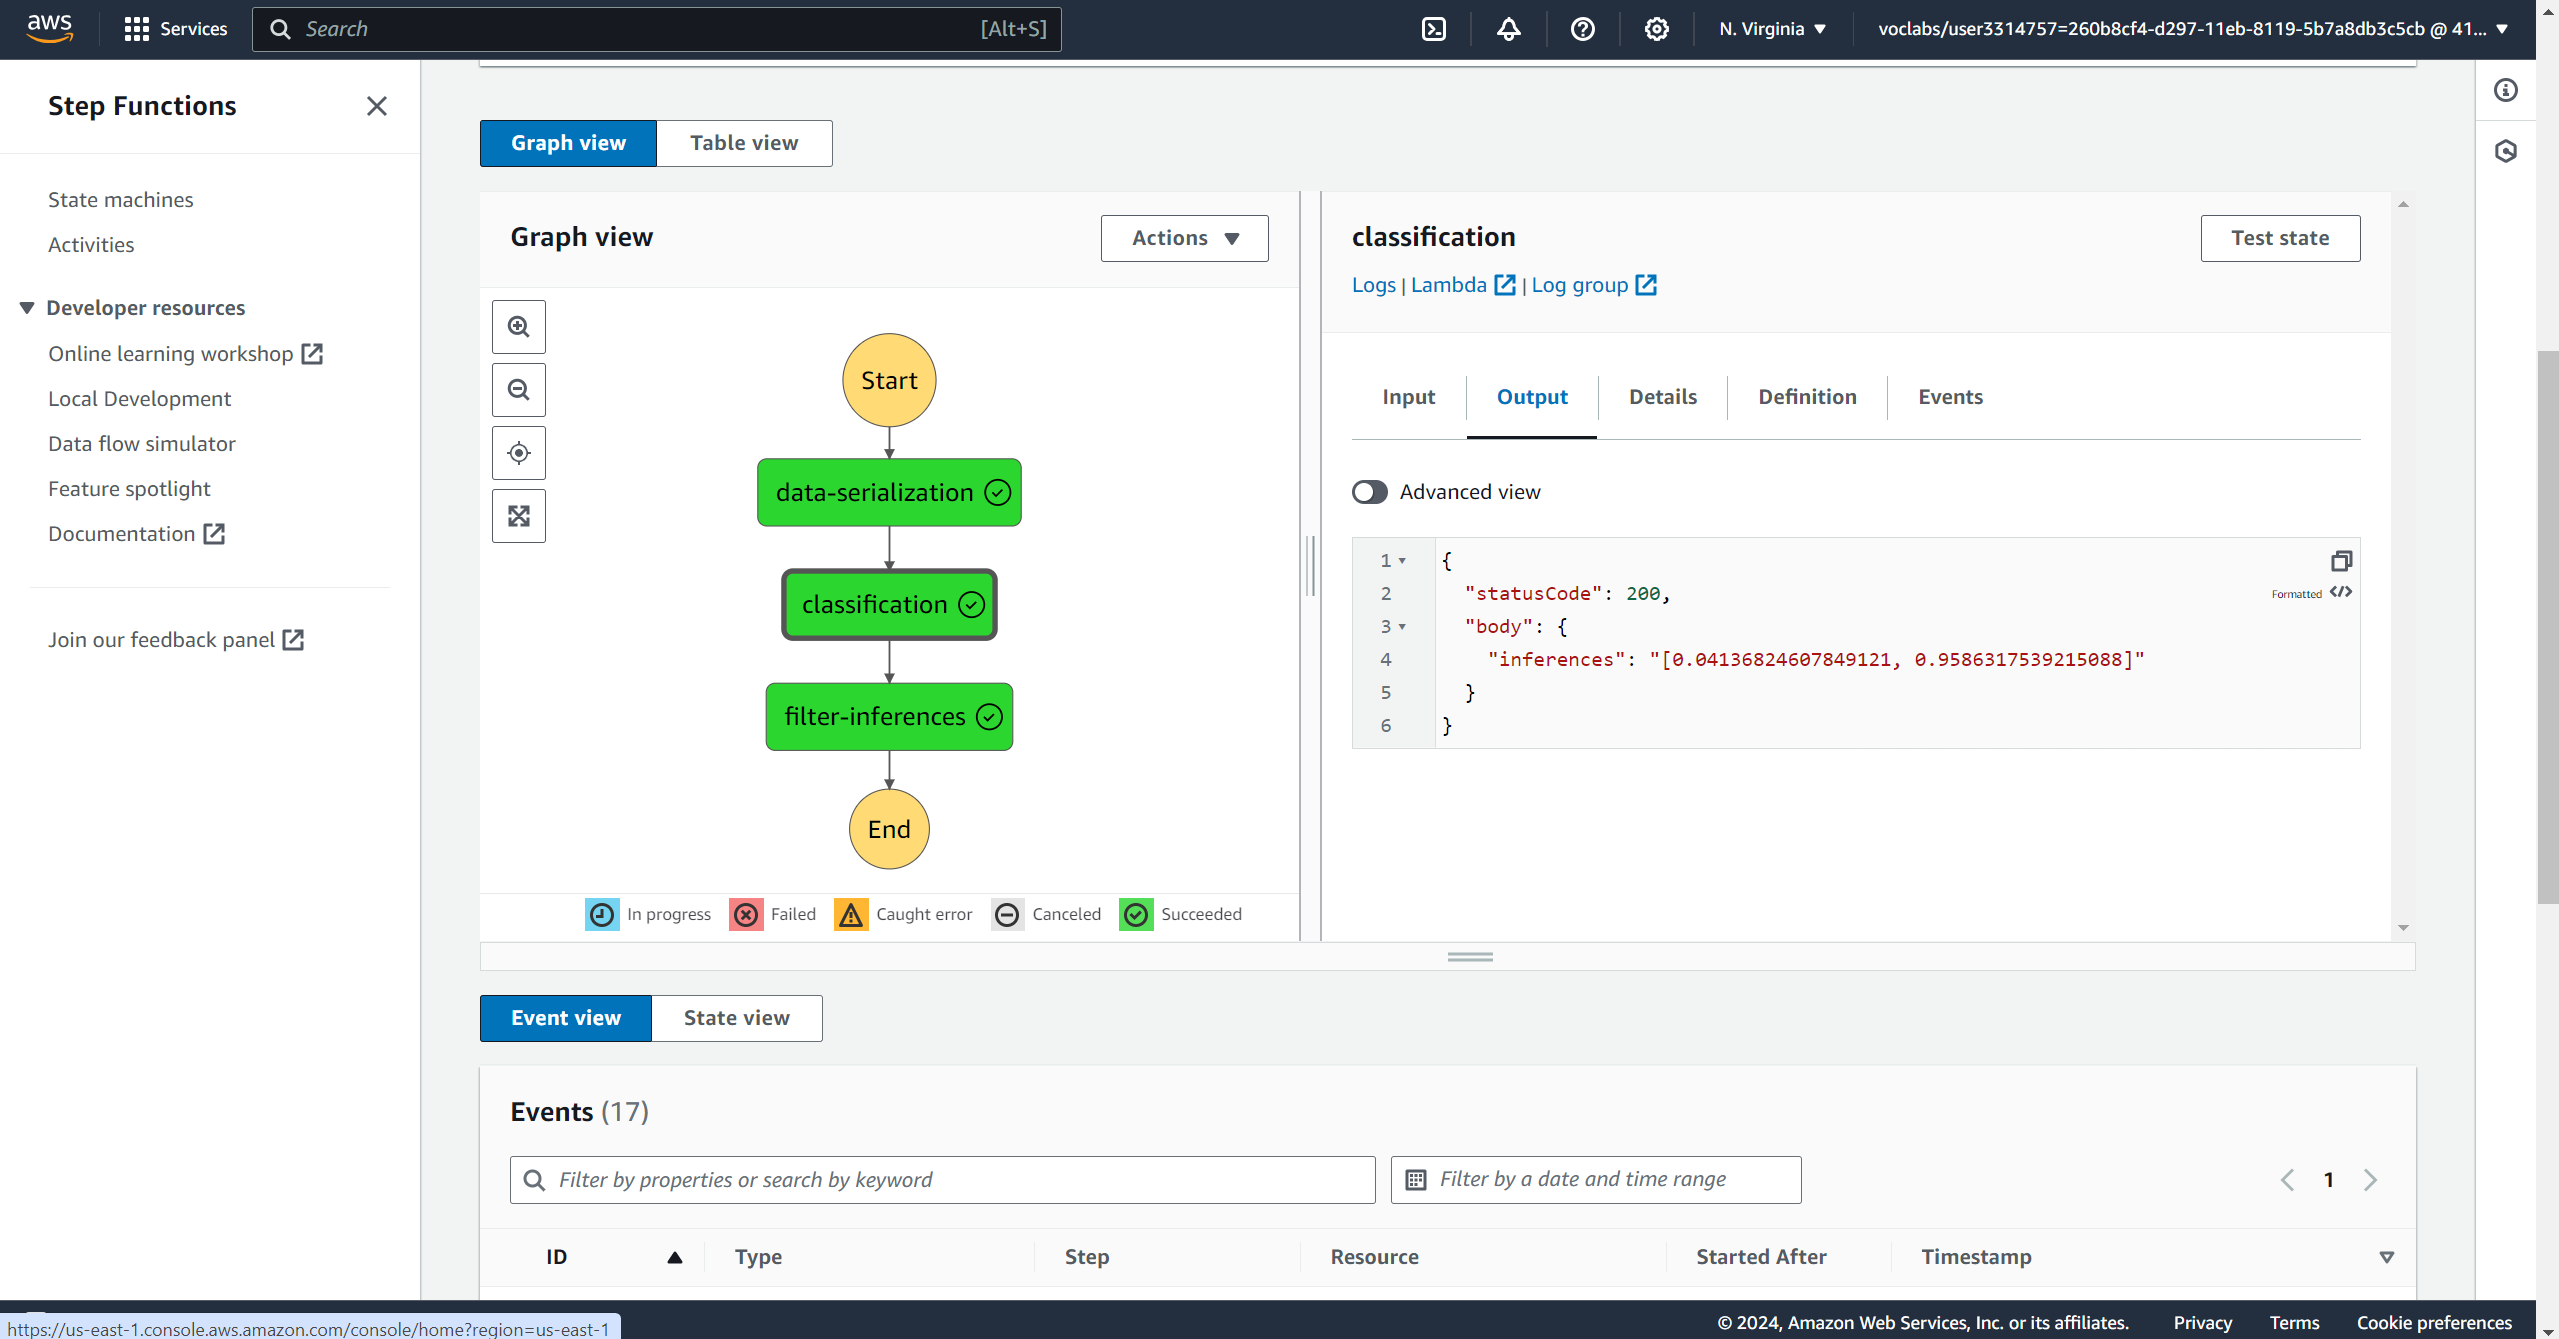 aws
Services
Search
[Alt+S]
N. Virginia
voclabs/user3314757=260b8cf4-d297-11eb-8119-5b7a8db3c5cb @ 41...
Step Functions
State machines
Activities
Developer resources
Online learning workshop
Local Development
Data flow simulator
Feature spotlight
Documentation
Join our feedback panel
Graph view
Table view
Graph view
Actions
Start
data-serialization
classification
filter-inferences
End
In progress
Failed
Caught error
Canceled
Succeeded
classification
Test state
Logs | Lambda | Log group
Input
Output
Details
Definition
Events
Advanced view
Formatted
1 {
2 "statusCode": 200,
3 "body": {
4 "inferences": "[0.04136824607849121, 0.9586317539215088]"
5 }
6 }
Event view
State view
Events (17)
Filter by properties or search by keyword
Filter by a date and time range
1
ID
Type
Step
Resource
Started After
Timestamp
https://us-east-1.console.aws.amazon.com/console/home?region=us-east-1
© 2024, Amazon Web Services, Inc. or its affiliates.
Privacy
Terms
Cookie preferences